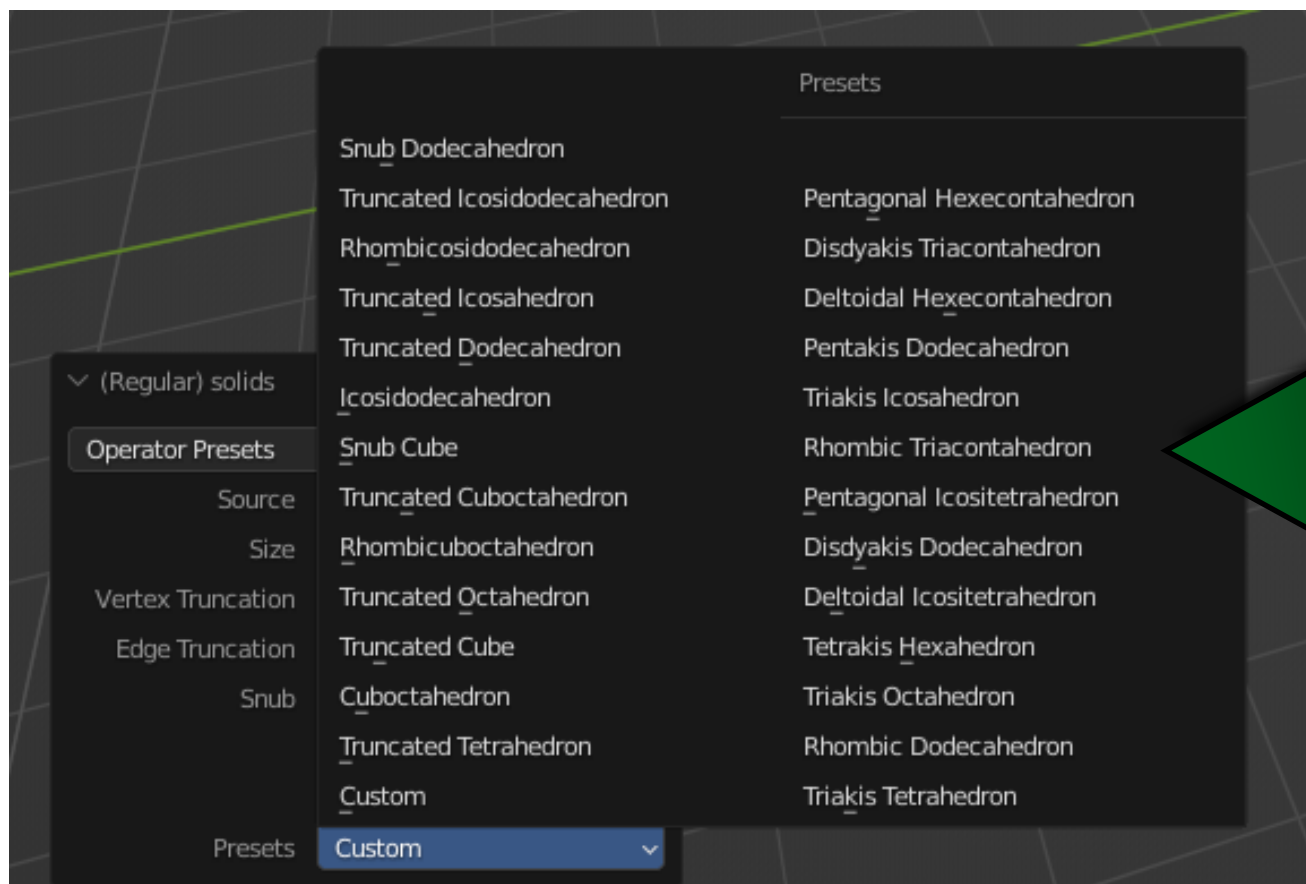 Presets
Snub Dodecahedron
Truncated Icosidodecahedron
Rhombicosidodecahedron
Truncated Icosahedron
Truncated Dodecahedron
Icosidodecahedron
Snub Cube
Truncated Cuboctahedron
Rhombicuboctahedron
Truncated Octahedron
Truncated Cube
Cuboctahedron
Truncated Tetrahedron
Custom
Pentagonal Hexecontahedron
Disdyakis Triacontahedron
Deltoidal Hexecontahedron
Pentakis Dodecahedron
Triakis Icosahedron
Rhombic Triacontahedron
Pentagonal Icositetrahedron
Disdyakis Dodecahedron
Deltoidal Icositetrahedron
Tetrakis Hexahedron
Triakis Octahedron
Rhombic Dodecahedron
Triakis Tetrahedron
(Regular) solids
Operator Presets
Source
Size
Vertex Truncation
Edge Truncation
Snub
Presets
Custom